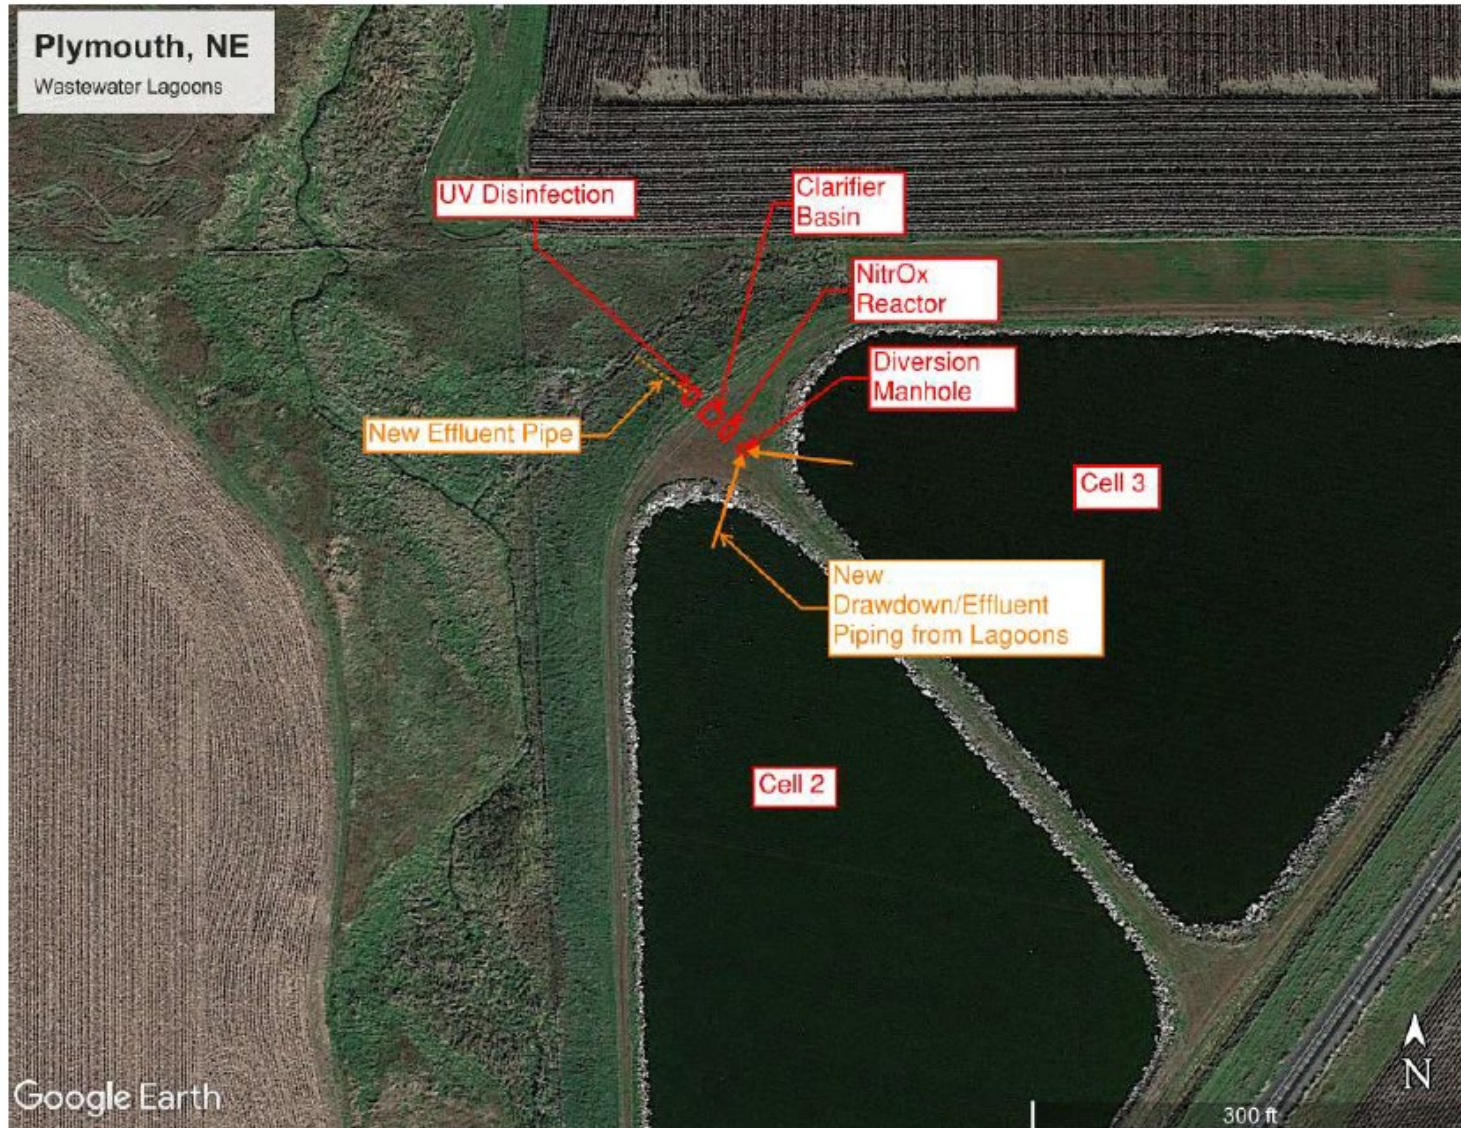 Plymouth, NE
Wastewater Lagoons
UV Disinfection
Clarifier
Basin
NitrOx
Reactor
Diversion
Manhole
New Effluent Pipe
Cell 3
New
Drawdown/Effluent
Piping from Lagoons
Cell 2
Google Earth
N
300 ft